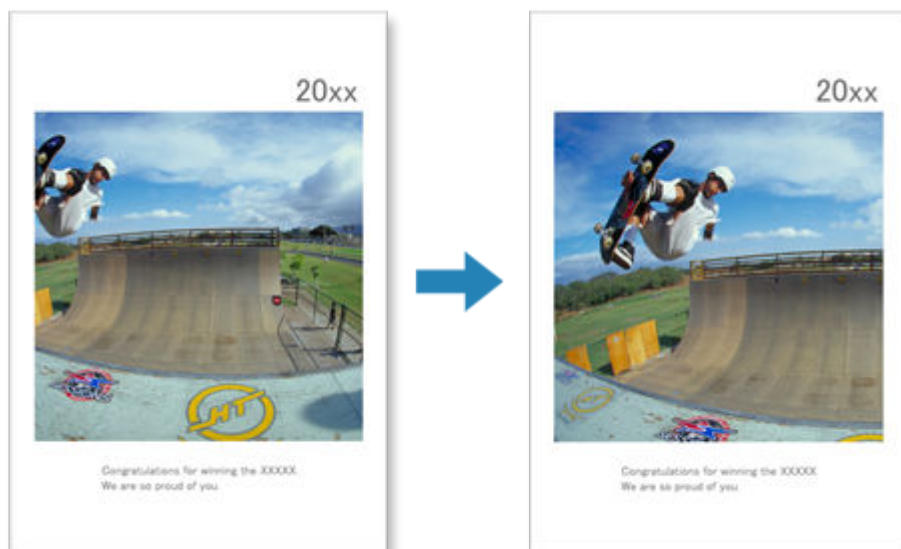 20xx
HT
Congratulations for winning the XXXXX
We are so proud of you.
20xx
Congratulations for winning the XXXXX
We are so proud of you.